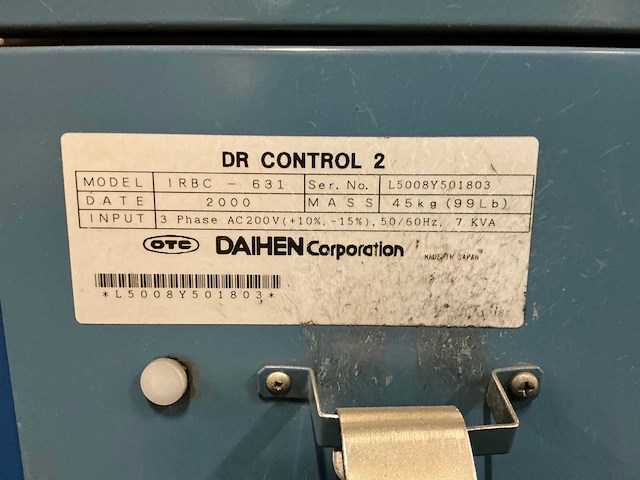 DR CONTROL 2
MODEL IRBC - 631 Ser. No. L5008Y501803
DATE 2000 MASS 45kg (99Lb)
INPUT 3 Phase AC200V(+10%, -15%), 50/60Hz, 7 KVA
OTC DAIHEN Corporation MADE IN JAPAN
*L5008Y501803*